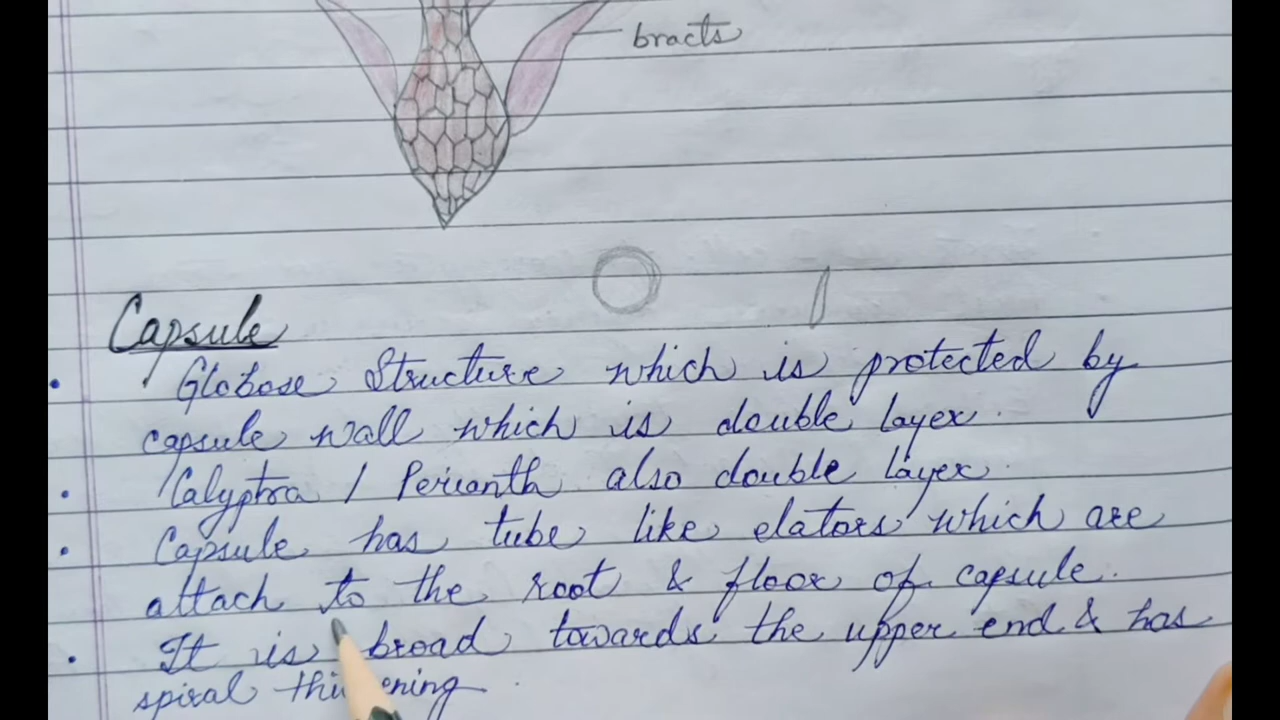 bracts
Capsule
Globose Structure which is protected by
capsule wall which is double layer.
Calyptra / Perianth also double layer.
Capsule has tube like elators which are
attach to the root & floor of capsule.
It is broad towards the upper end & has
spiral thickening